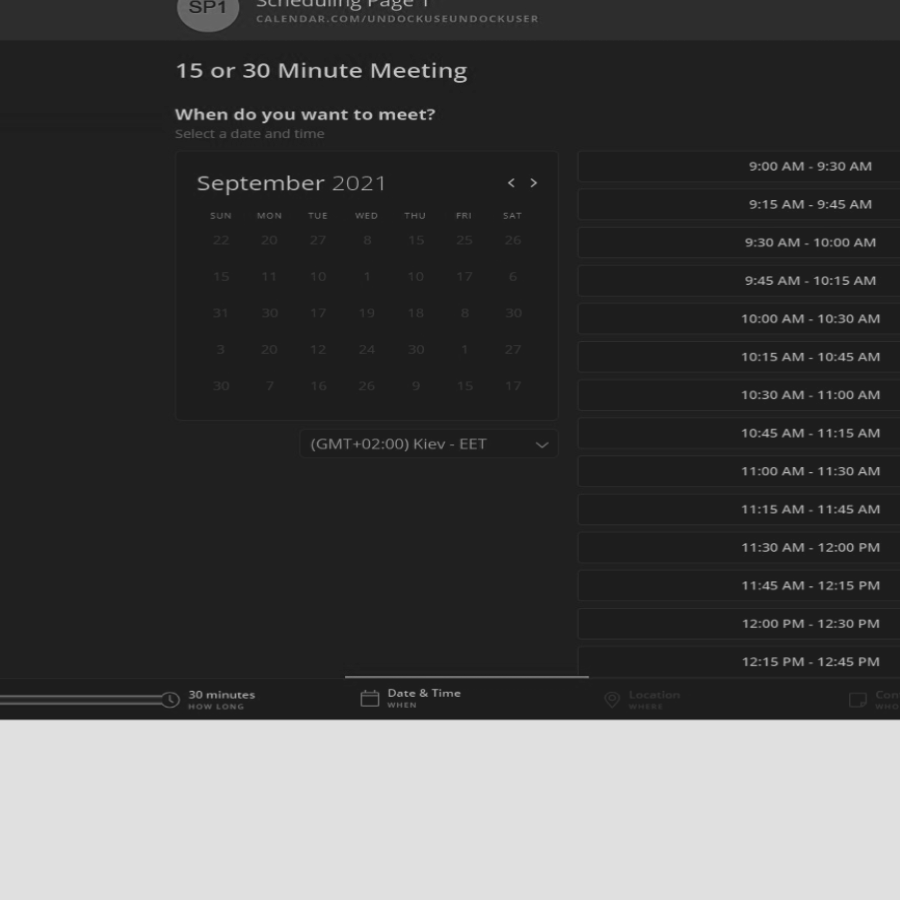 SP1
Scheduling Page 1
CALENDAR.COM/UNDOCKUSEUNDOCKUSER
15 or 30 Minute Meeting
When do you want to meet?
Select a date and time
September 2021
< >
SUN MON TUE WED THU FRI SAT
22 20 27 8 15 25 26
15 11 10 1 10 17 6
31 30 17 19 18 8 30
3 20 12 24 30 1 27
30 7 16 26 9 15 17
(GMT+02:00) Kiev - EET
9:00 AM - 9:30 AM
9:15 AM - 9:45 AM
9:30 AM - 10:00 AM
9:45 AM - 10:15 AM
10:00 AM - 10:30 AM
10:15 AM - 10:45 AM
10:30 AM - 11:00 AM
10:45 AM - 11:15 AM
11:00 AM - 11:30 AM
11:15 AM - 11:45 AM
11:30 AM - 12:00 PM
11:45 AM - 12:15 PM
12:00 PM - 12:30 PM
12:15 PM - 12:45 PM
30 minutes
HOW LONG
Date & Time
WHEN
Location
WHERE